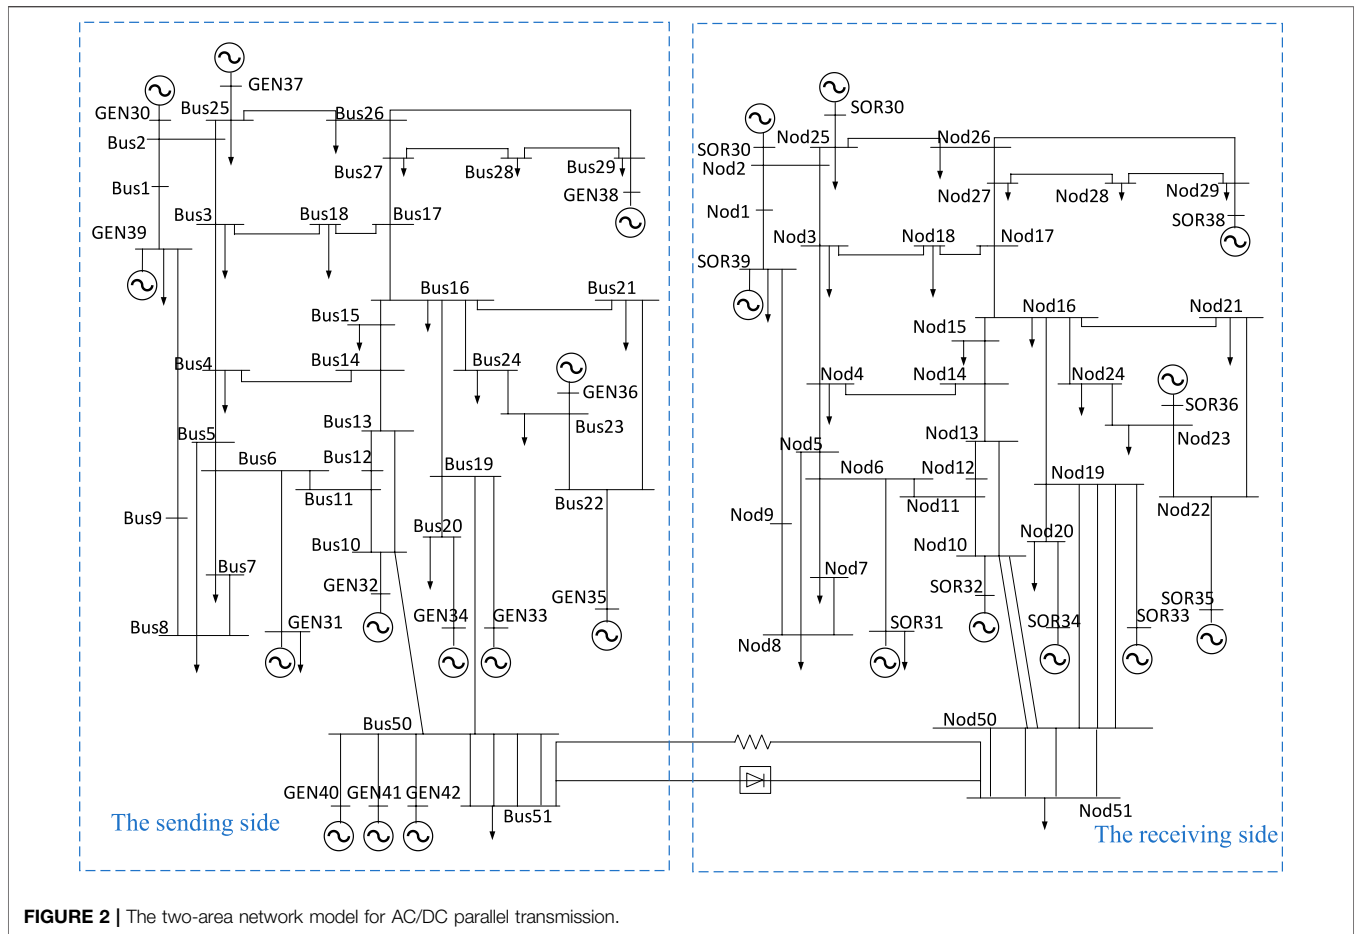 GEN37
GEN30
Bus25
Bus26
Bus2
Bus27
Bus28
Bus29
Bus1
GEN38
Bus3
Bus18
Bus17
GEN39
Bus16
Bus21
Bus15
Bus4
Bus14
Bus24
GEN36
Bus13
Bus23
Bus5
Bus6
Bus12
Bus19
Bus11
Bus22
Bus9
Bus20
Bus10
Bus7
GEN32
GEN34
GEN33
GEN35
Bus8
GEN31
Bus50
GEN40
GEN41
GEN42
Bus51
The sending side
SOR30
SOR30
Nod25
Nod26
Nod2
Nod27
Nod28
Nod29
Nod1
SOR38
Nod3
Nod18
Nod17
SOR39
Nod16
Nod21
Nod15
Nod4
Nod14
Nod24
SOR36
Nod13
Nod23
Nod5
Nod6
Nod12
Nod19
Nod11
Nod22
Nod9
Nod20
Nod10
Nod7
SOR32
SOR35
SOR31
SOR34
SOR33
Nod8
Nod50
Nod51
The receiving side
FIGURE 2 | The two-area network model for AC/DC parallel transmission.